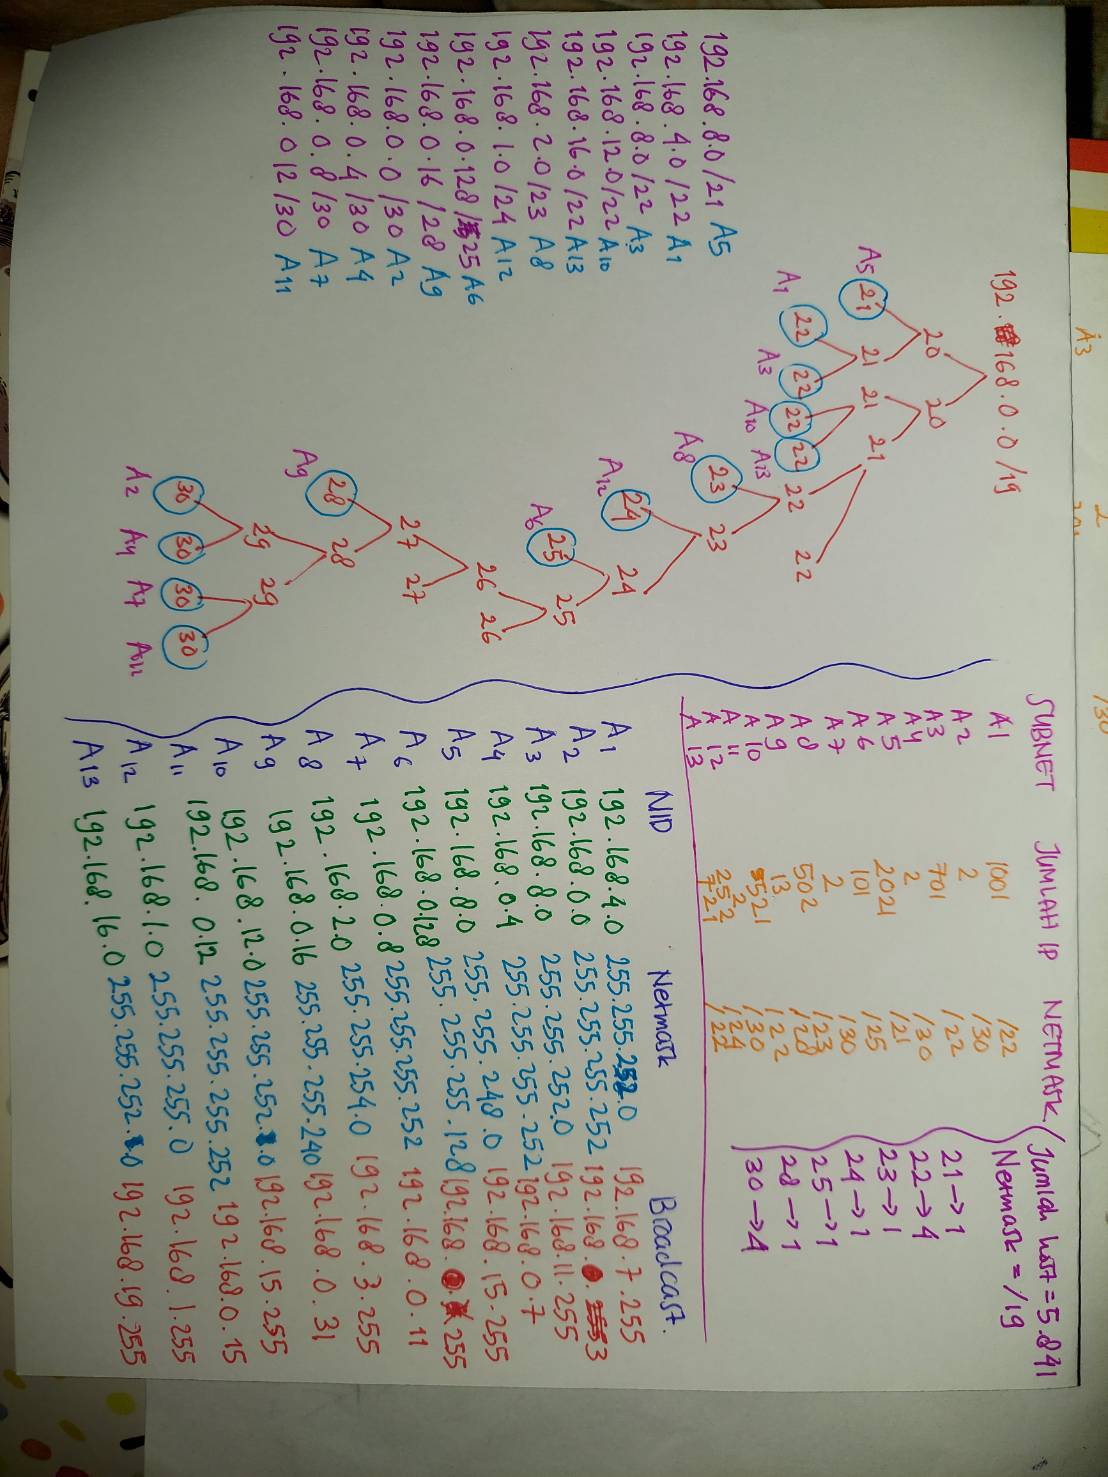 A3 2 /30
192.168.0.0 /19
20 20
A5 21 21 21 21
22 22 22 22 22 22
A1 A3 A10 A13
23 23
A8
24 24
A12
25 25
A6
26 26
27 27
28 28
A9
29 29
30 30 30 30
A2 A4 A7 A11
192.168.8.0/21 A5
192.168.4.0/22 A1
192.168.8.0/22 A3
192.168.12.0/22 A10
192.168.16.0/22 A13
192.168.2.0/23 A8
192.168.1.0/24 A12
192.168.0.128/25 A6
192.168.0.16/28 A9
192.168.0.0/30 A2
192.168.0.4/30 A4
192.168.0.8/30 A7
192.168.0 12/30 A11
SUBNET JUMLAH IP NETMASK
A1 1001 /22
A2 2 /30
A3 701 /22
A4 2 /30
A5 2021 /21
A6 101 /25
A7 2 /30
A8 502 /23
A9 13 /28
A10 521 /22
A11 2 /30
A12 252 /24
A13 721 /22
Jumlah host = 5.841
Netmask = /19
21→1
22→4
23→1
24→1
25→1
28→1
30→4
NID Netmask Broadcast.
A1 192.168.4.0 255.255.252.0 192.168.7.255
A2 192.168.0.0 255.255.255.252 192.168.0.3
A3 192.168.8.0 255.255.252.0 192.168.11.255
A4 192.168.0.4 255.255.255.252 192.168.0.7
A5 192.168.8.0 255.255.248.0 192.168.15.255
A6 192.168.0.128 255.255.255.128 192.168.0.255
A7 192.168.0.8 255.255.255.252 192.168.0.11
A8 192.168.2.0 255.255.254.0 192.168.3.255
A9 192.168.0.16 255.255.255.240 192.168.0.31
A10 192.168.12.0 255.255.252.0 192.168.15.255
A11 192.168.0.12 255.255.255.252 192.168.0.15
A12 192.168.1.0 255.255.255.0 192.168.1.255
A13 192.168.16.0 255.255.252.0 192.168.19.255